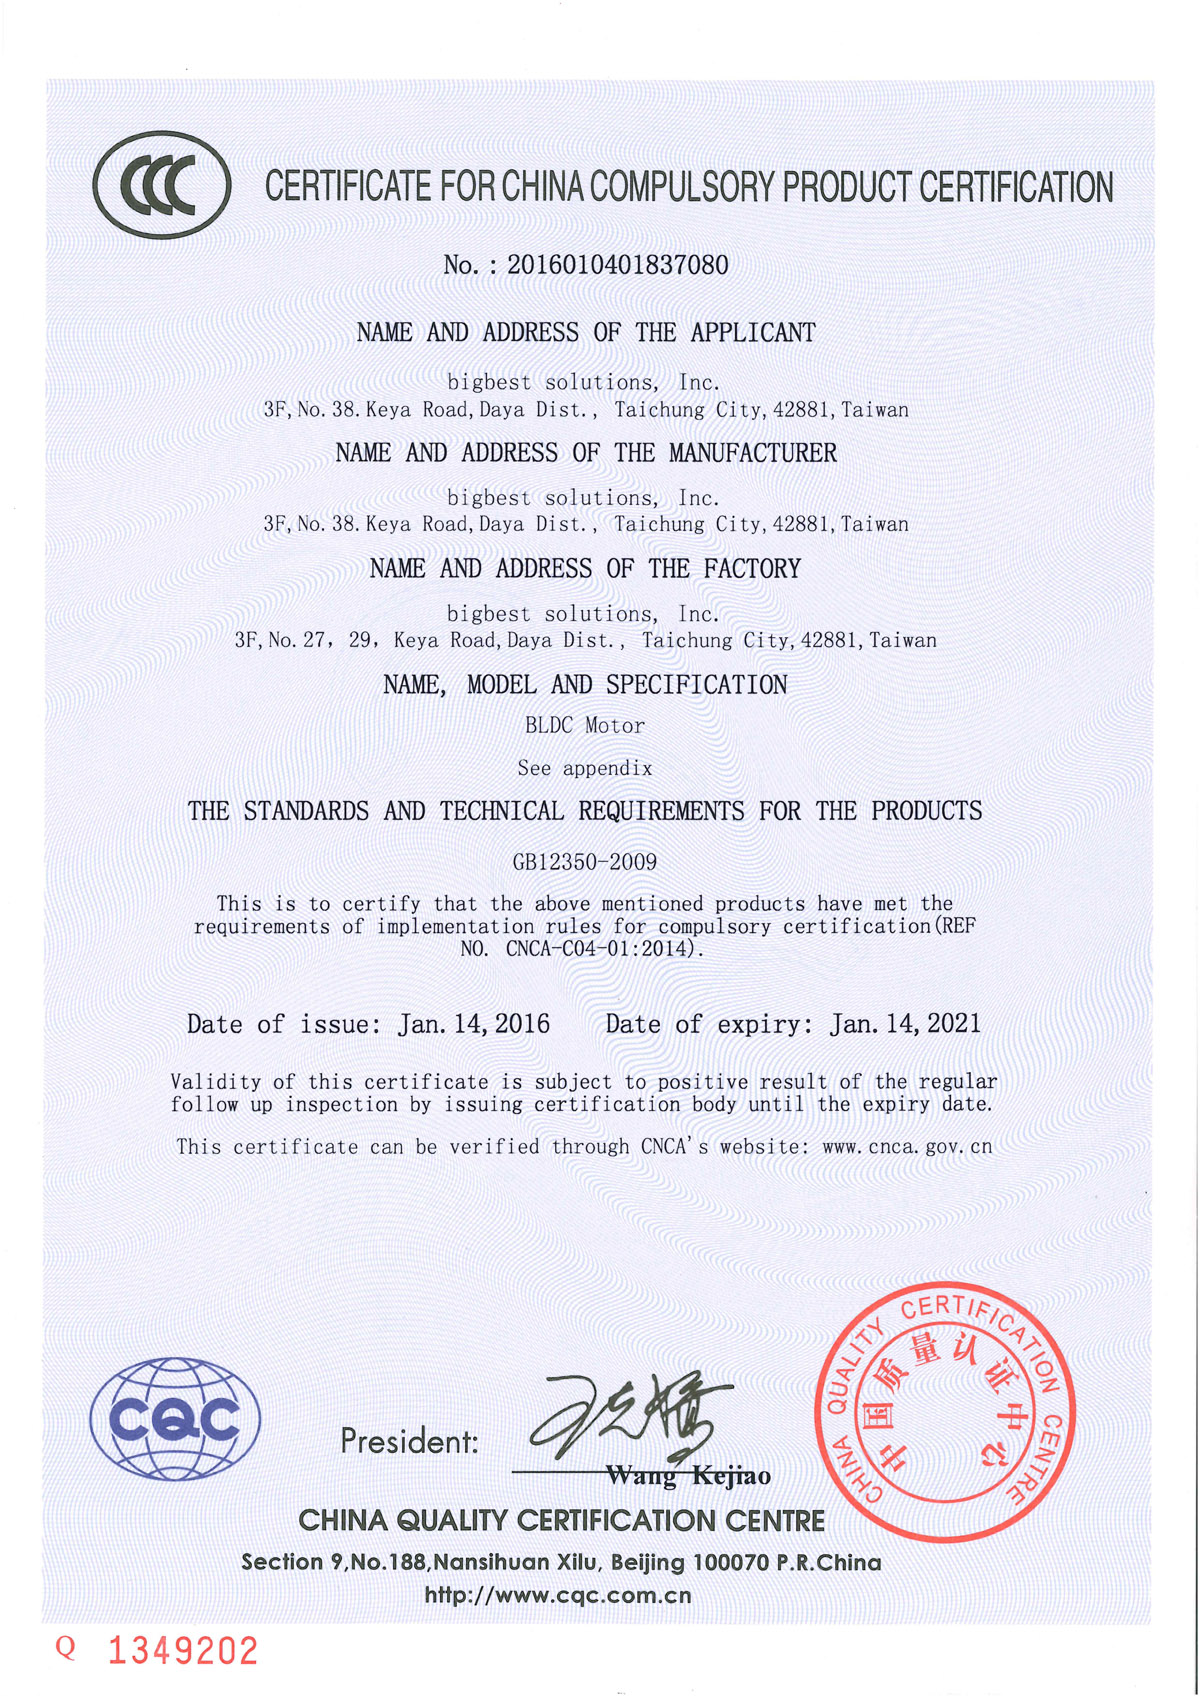 CCC
CERTIFICATE FOR CHINA COMPULSORY PRODUCT CERTIFICATION
No. : 2016010401837080
NAME AND ADDRESS OF THE APPLICANT
bigbest solutions, Inc.
3F, No. 38. Keya Road, Daya Dist., Taichung City, 42881, Taiwan
NAME AND ADDRESS OF THE MANUFACTURER
bigbest solutions, Inc.
3F, No. 38. Keya Road, Daya Dist., Taichung City, 42881, Taiwan
NAME AND ADDRESS OF THE FACTORY
bigbest solutions, Inc.
3F, No. 27, 29, Keya Road, Daya Dist., Taichung City, 42881, Taiwan
NAME, MODEL AND SPECIFICATION
BLDC Motor
See appendix
THE STANDARDS AND TECHNICAL REQUIREMENTS FOR THE PRODUCTS
GB12350-2009
This is to certify that the above mentioned products have met the
requirements of implementation rules for compulsory certification(REF
NO. CNCA-C04-01:2014).
Date of issue: Jan. 14, 2016 Date of expiry: Jan. 14, 2021
Validity of this certificate is subject to positive result of the regular
follow up inspection by issuing certification body until the expiry date.
This certificate can be verified through CNCA's website: www.cnca.gov.cn
CHINA QUALITY CERTIFICATION CENTRE
中国质量认证中心
CQC
President:
Wang Kejiao
CHINA QUALITY CERTIFICATION CENTRE
Section 9,No.188,Nansihuan Xilu, Beijing 100070 P.R.China
http://www.cqc.com.cn
Q 1349202